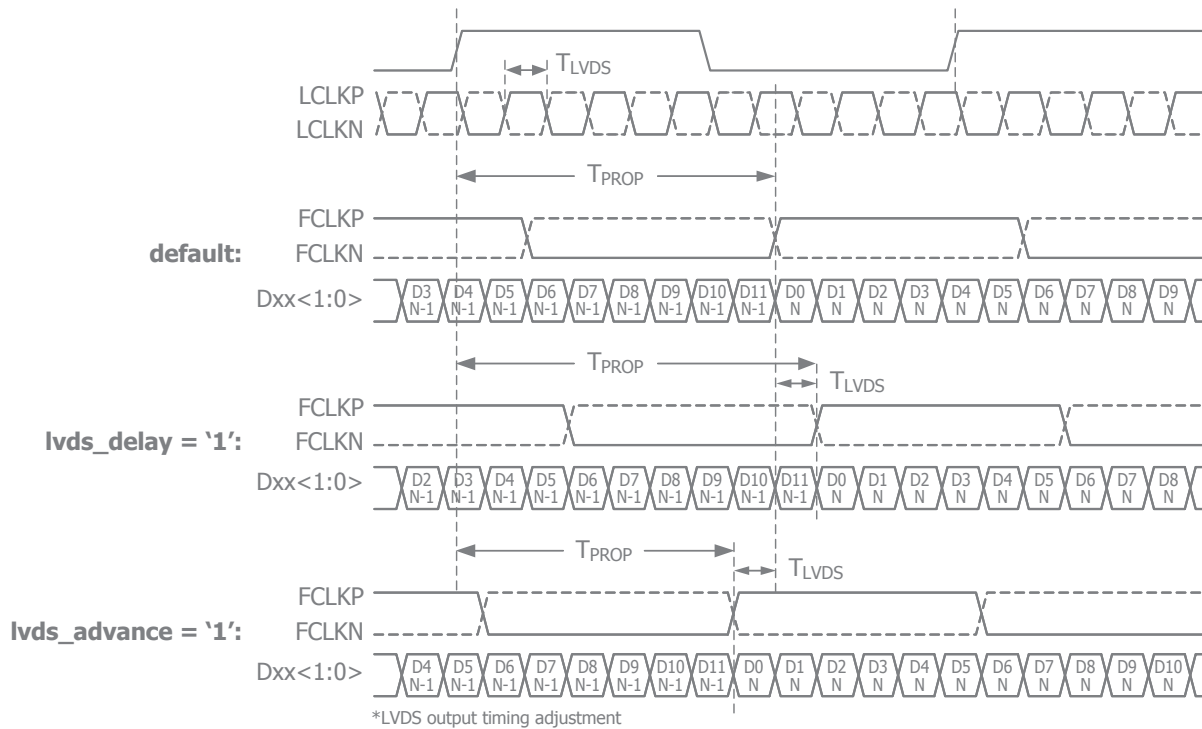 T_LVDS
LCLKP
LCLKN
T_PROP
FCLKP
default: FCLKN
Dxx<1:0> D3 D4 D5 D6 D7 D8 D9 D10 D11 D0 D1 D2 D3 D4 D5 D6 D7 D8 D9
N-1 N-1 N-1 N-1 N-1 N-1 N-1 N-1 N-1 N N N N N N N N N N
T_PROP
T_LVDS
FCLKP
lvds_delay = ‘1’: FCLKN
Dxx<1:0> D2 D3 D4 D5 D6 D7 D8 D9 D10 D11 D0 D1 D2 D3 D4 D5 D6 D7 D8
N-1 N-1 N-1 N-1 N-1 N-1 N-1 N-1 N-1 N-1 N N N N N N N N N
T_PROP
T_LVDS
FCLKP
lvds_advance = ‘1’: FCLKN
Dxx<1:0> D4 D5 D6 D7 D8 D9 D10 D11 D0 D1 D2 D3 D4 D5 D6 D7 D8 D9 D10
N-1 N-1 N-1 N-1 N-1 N-1 N-1 N-1 N N N N N N N N N N N
*LVDS output timing adjustment